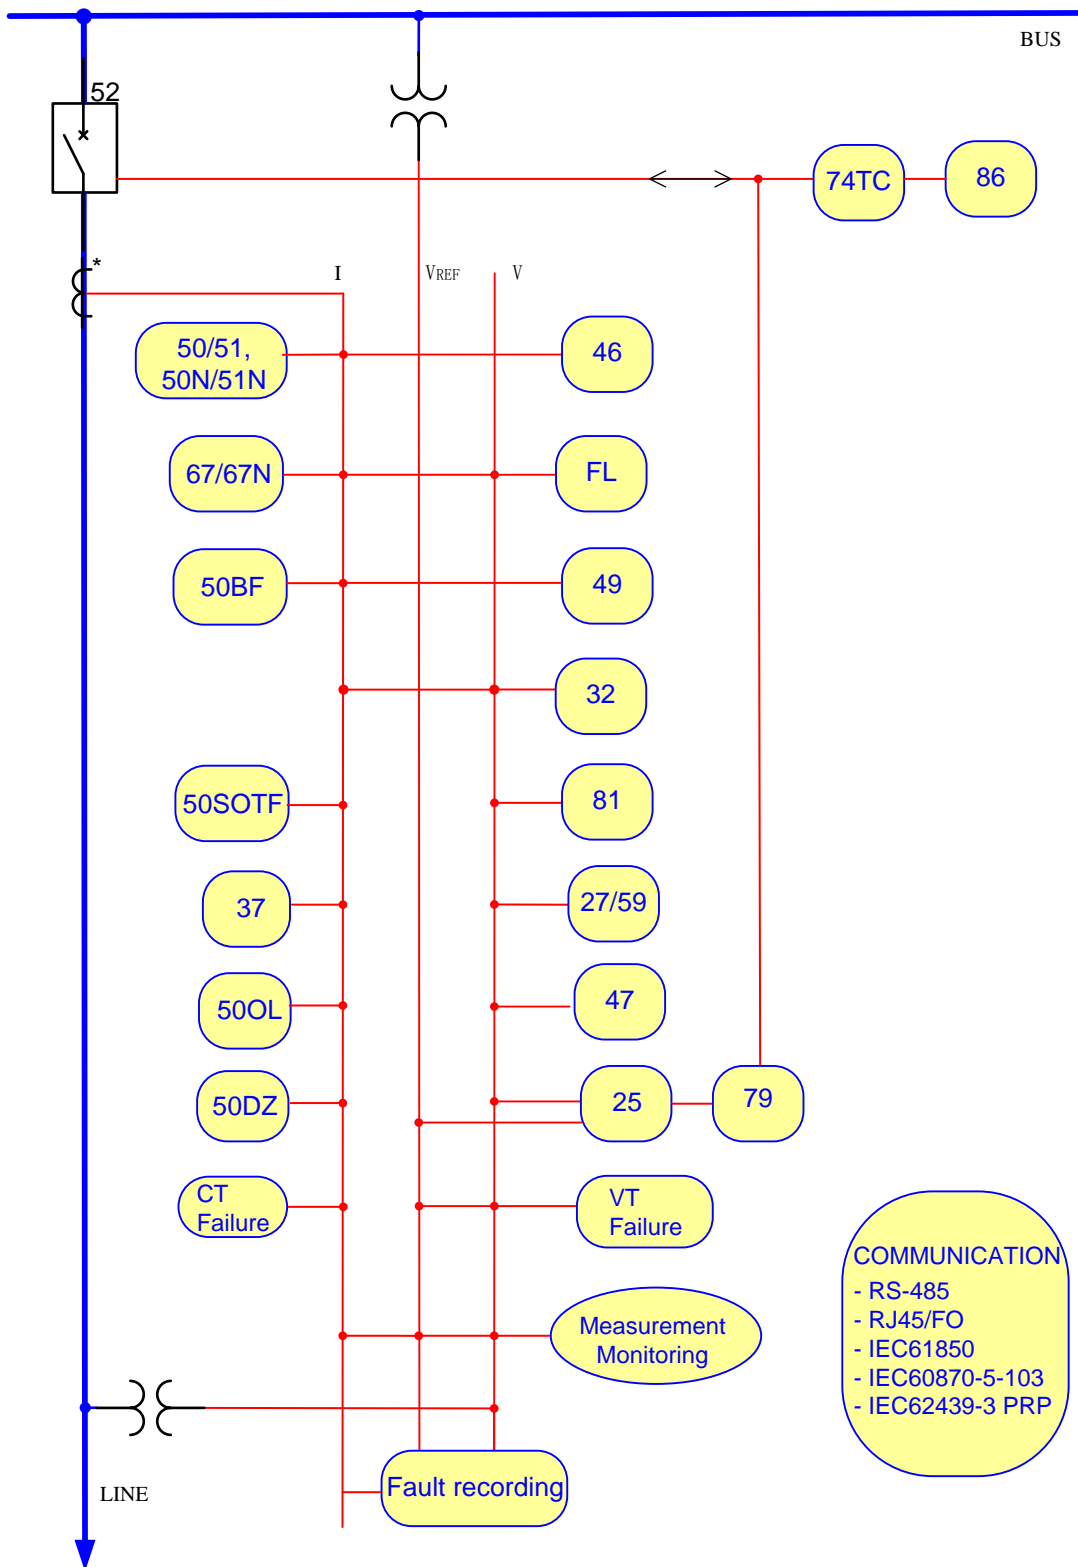 BUS
52
74TC
86
*
I
VREF
V
50/51,
50N/51N
46
67/67N
FL
50BF
49
32
50SOTF
81
37
27/59
50OL
47
50DZ
25
79
CT
Failure
VT
Failure
COMMUNICATION
- RS-485
- RJ45/FO
- IEC61850
- IEC60870-5-103
- IEC62439-3 PRP
Measurement
Monitoring
Fault recording
LINE